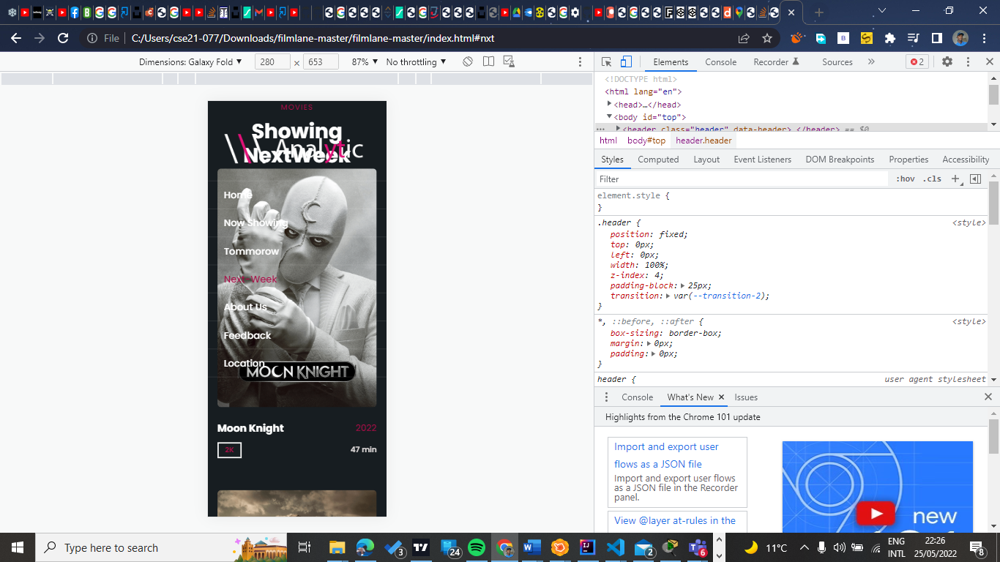 File
C:/Users/cse21-077/Downloads/filmlane-master/filmlane-master/index.html#nxt
Dimensions: Galaxy Fold ▼
280
×
653
87% ▼
No throttling ▼
Elements
Console
Recorder
Sources
»
2
<!DOCTYPE html>
<html lang="en">
<head>…</head>
<body id="top">
<header class="header" data-header> </header> == $0
html
body#top
header.header
Styles
Computed
Layout
Event Listeners
DOM Breakpoints
Properties
Accessibility
Filter
:hov
.cls
element.style {
}
.header {
<style>
position: fixed;
top: 0px;
left: 0px;
width: 100%;
z-index: 4;
padding-block: 25px;
transition: var(--transition-2);
}
*, ::before, ::after {
<style>
box-sizing: border-box;
margin: 0px;
padding: 0px;
}
header {
user agent stylesheet
Console
What's New
Issues
Highlights from the Chrome 101 update
Import and export user
flows as a JSON file
Import and export user flows
as a JSON file in the Recorder
panel.
View @layer at-rules in the
new
MOVIES
Showing
NextWeek
\\\ Analytic
Home
Now Showing
Tommorow
Next-Week
About Us
Feedback
Location
MOON KNIGHT
Moon Knight
2022
2K
47 min
Type here to search
3
24
2
6
11°C
ENG
INTL
22:26
25/05/2022
8